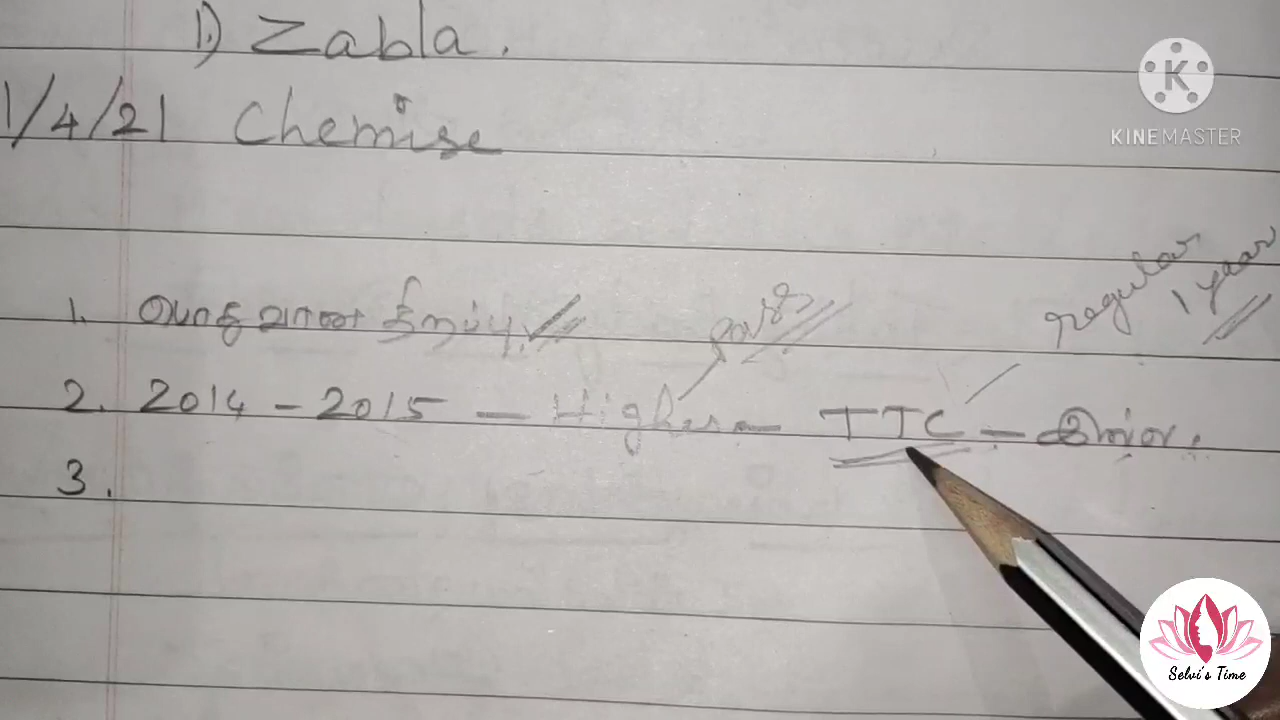 1.) Zabla.
1/4/21 Chemise
KINEMASTER
regular
1 year
1. 
pass
2. 2014 - 2015 - Higher - TTC -
3.
Selvi's Time